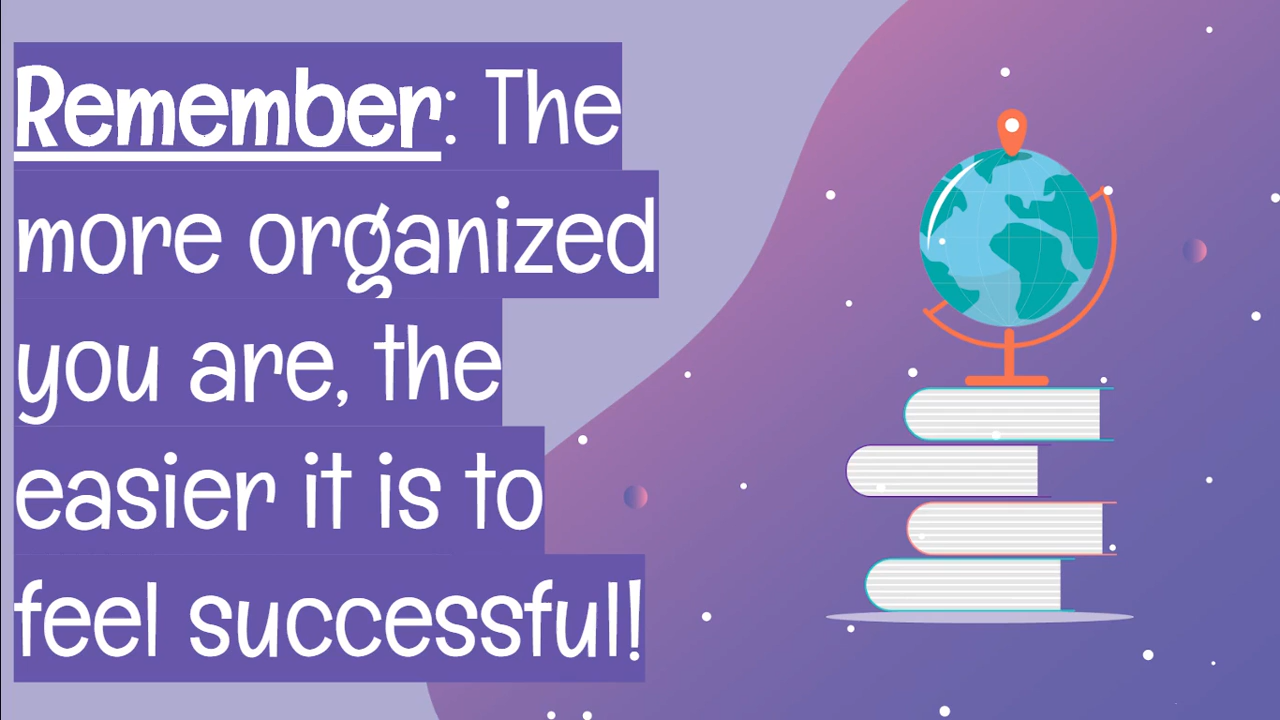 Remember: The
more organized
you are, the
easier it is to
feel successful!